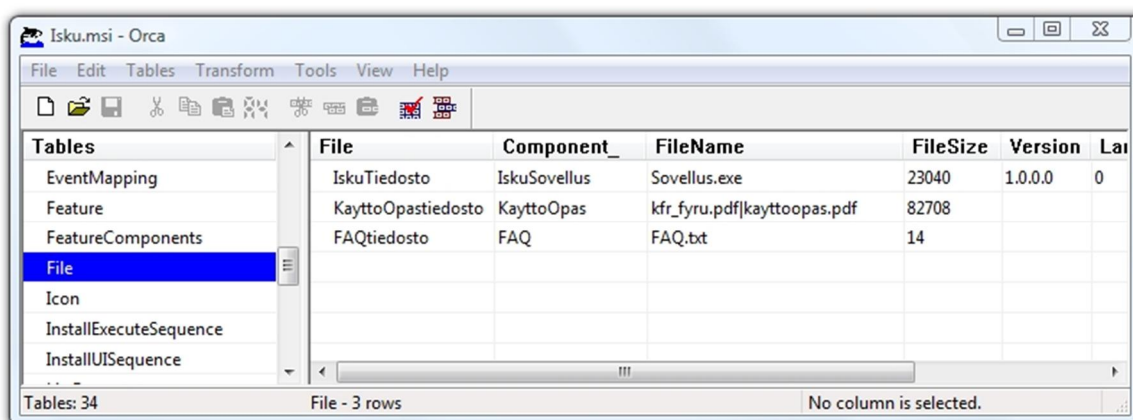 Isku.msi - Orca
File Edit Tables Transform Tools View Help
Tables File Component_ FileName FileSize Version
EventMapping IskuTiedosto IskuSovellus Sovellus.exe 23040 1.0.0.0 0
Feature KayttoOpastiedosto KayttoOpas kfr_fyru.pdf|kayttoopas.pdf 82708
FeatureComponents FAQtiedosto FAQ FAQ.txt 14
File
Icon
InstallExecuteSequence
InstallUISequence
Tables: 34 File - 3 rows No column is selected.